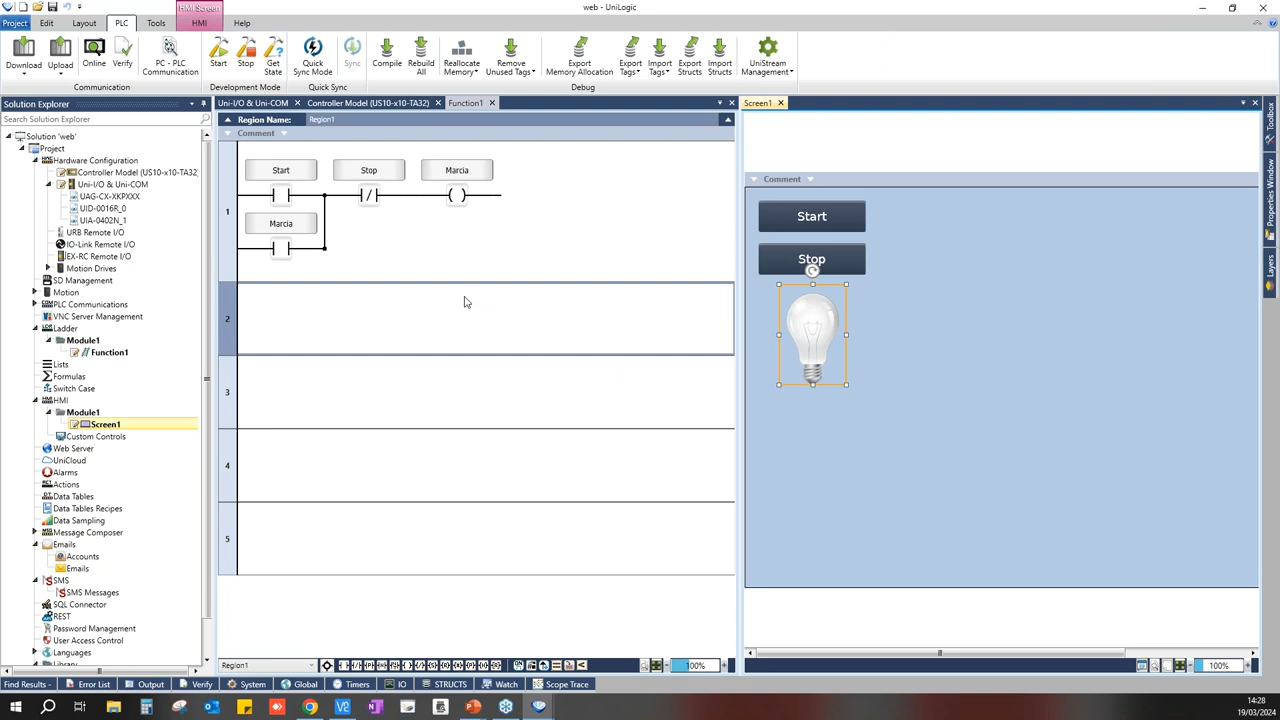 web - UniLogic
HMI Screen
Project Edit Layout PLC Tools HMI Help
Download Upload Online Verify PC - PLC Communication Start Stop Get State Quick Sync Mode Sync Compile Rebuild All Reallocate Memory Remove Unused Tags Export Memory Allocation Export Tags Import Tags Export Structs Import Structs UniStream Management
Communication Development Mode Quick Sync Debug
Solution Explorer
Search Solution Explorer
Solution 'web'
Project
Hardware Configuration
Controller Model (US10-x10-TA32)
Uni-I/O & Uni-COM
UAG-CX-XKPXXX
UID-0016R_0
UIA-0402N_1
URB Remote I/O
IO-Link Remote I/O
EX-RC Remote I/O
Motion Drives
SD Management
Motion
PLC Communications
VNC Server Management
Ladder
Module1
Function1
Lists
Formulas
Switch Case
HMI
Module1
Screen1
Custom Controls
Web Server
UniCloud
Alarms
Actions
Data Tables
Data Tables Recipes
Data Sampling
Message Composer
Emails
Accounts
Emails
SMS
SMS Messages
SQL Connector
REST
Password Management
User Access Control
Languages
Uni-I/O & Uni-COM Controller Model (US10-x10-TA32) Function1
Region Name: Region1
Comment
Start Stop Marcia
1
Marcia
2
3
4
5
Region1 100%
Screen1
Comment
Start
Stop
100%
Toolbox
Properties Window
Layers
Find Results Error List Output Verify System Global Timers IO STRUCTS Watch Scope Trace
14:28
19/03/2024